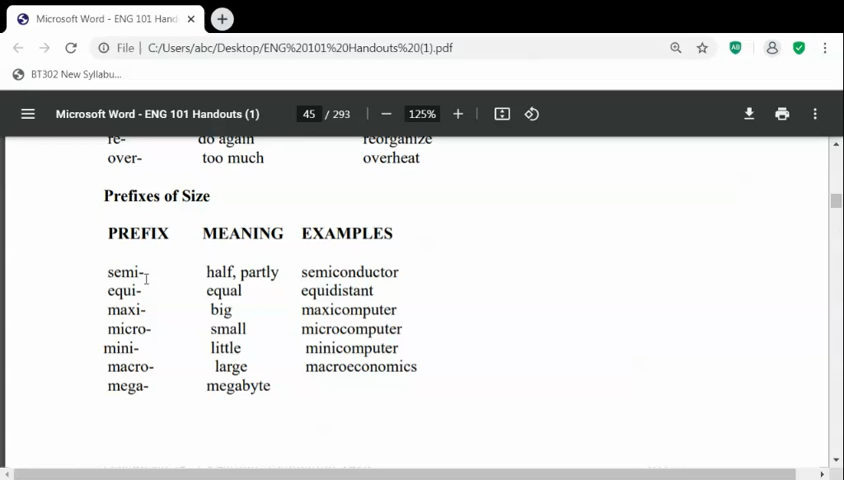 Microsoft Word - ENG 101 Hand
File C:/Users/abc/Desktop/ENG%20101%20Handouts%20(1).pdf
BT302 New Syllabu...
Microsoft Word - ENG 101 Handouts (1) 45 / 293 125%
re- do again reorganize
over- too much overheat
Prefixes of Size
PREFIX MEANING EXAMPLES
semi- half, partly semiconductor
equi- equal equidistant
maxi- big maxicomputer
micro- small microcomputer
mini- little minicomputer
macro- large macroeconomics
mega- megabyte